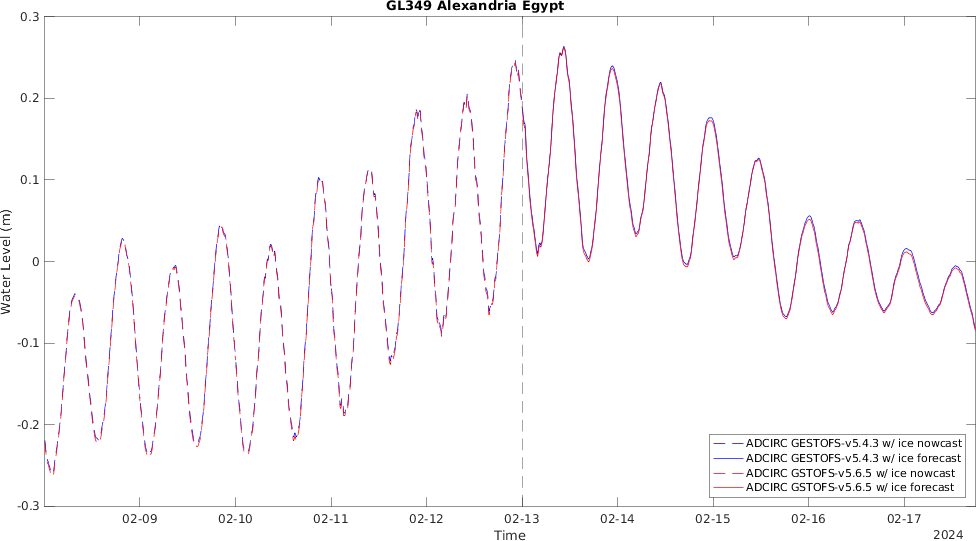 GL349 Alexandria Egypt
0.3
0.2
0.1
0
-0.1
-0.2
-0.3
Water Level (m)
02-09 02-10 02-11 02-12 02-13 02-14 02-15 02-16 02-17
Time
2024
ADCIRC GESTOFS-v5.4.3 w/ ice nowcast
ADCIRC GESTOFS-v5.4.3 w/ ice forecast
ADCIRC GSTOFS-v5.6.5 w/ ice nowcast
ADCIRC GSTOFS-v5.6.5 w/ ice forecast